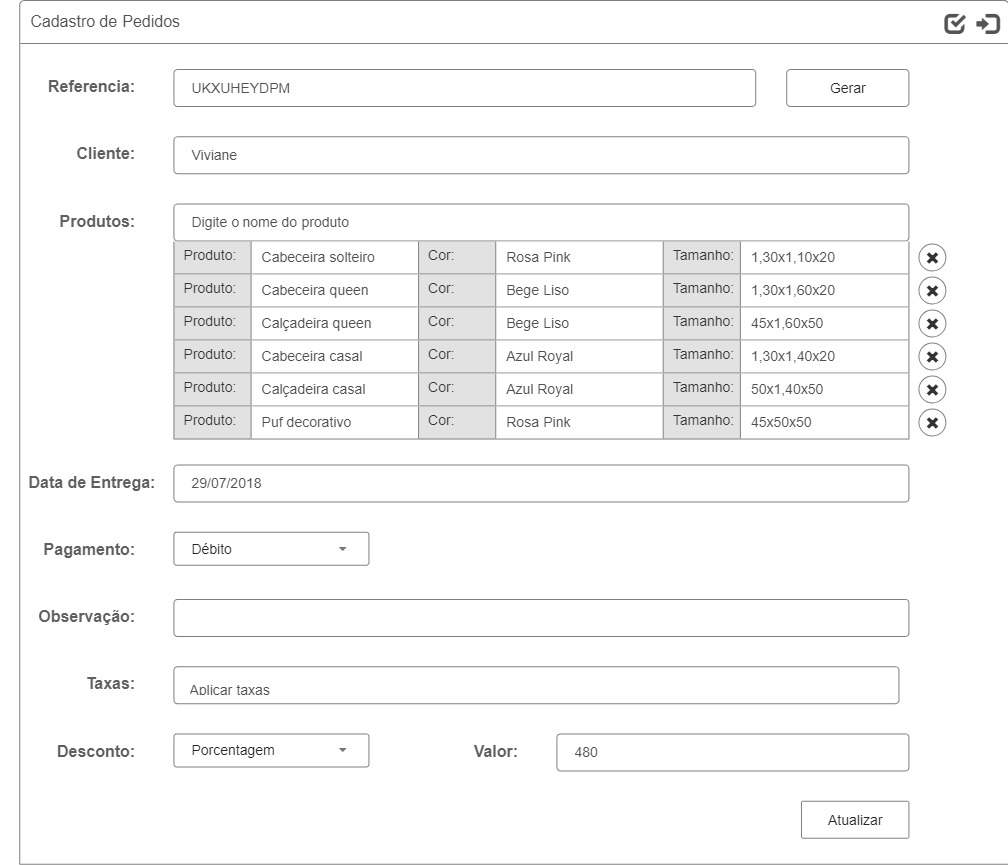 Cadastro de Pedidos
Referencia: UKXUHEYDPM Gerar
Cliente: Viviane
Produtos: Digite o nome do produto
Produto: Cabeceira solteiro Cor: Rosa Pink Tamanho: 1,30x1,10x20
Produto: Cabeceira queen Cor: Bege Liso Tamanho: 1,30x1,60x20
Produto: Calçadeira queen Cor: Bege Liso Tamanho: 45x1,60x50
Produto: Cabeceira casal Cor: Azul Royal Tamanho: 1,30x1,40x20
Produto: Calçadeira casal Cor: Azul Royal Tamanho: 50x1,40x50
Produto: Puf decorativo Cor: Rosa Pink Tamanho: 45x50x50
Data de Entrega: 29/07/2018
Pagamento: Débito
Observação:
Taxas: Aplicar taxas
Desconto: Porcentagem Valor: 480
Atualizar